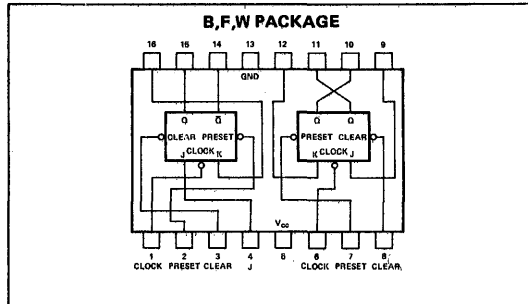 B,F,W PACKAGE
16 15 14 13 12 11 10 9
GND
Q Q Q Q
CLEAR PRESET PRESET CLEAR
J CLOCK K K CLOCK J
VCC
1 2 3 4 5 6 7 8
CLOCK PRESET CLEAR J CLOCK PRESET CLEAR